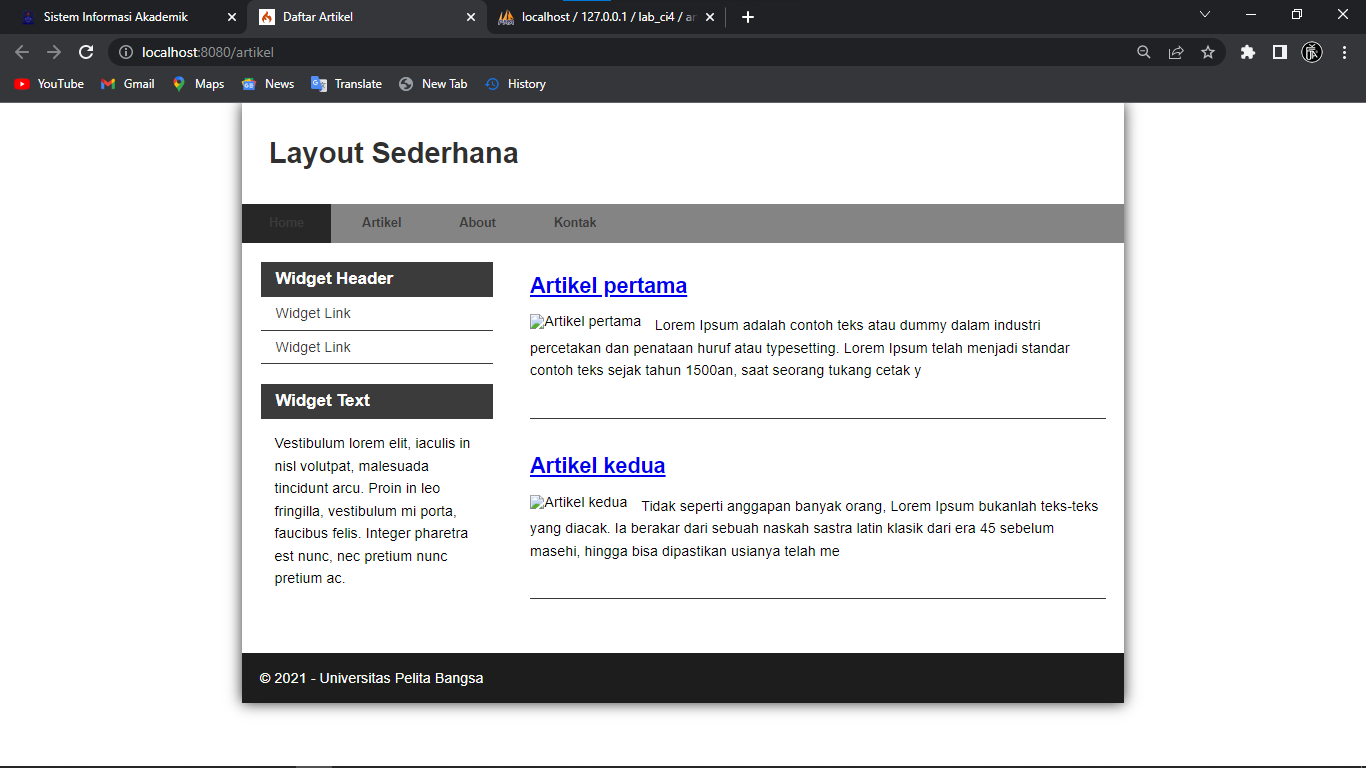 Sistem Informasi Akademik
Daftar Artikel
localhost / 127.0.0.1 / lab_ci4 / ar
localhost:8080/artikel
YouTube Gmail Maps News Translate New Tab History
Layout Sederhana
Home Artikel About Kontak
Widget Header
Widget Link
Widget Link
Widget Text
Vestibulum lorem elit, iaculis in
nisl volutpat, malesuada
tincidunt arcu. Proin in leo
fringilla, vestibulum mi porta,
faucibus felis. Integer pharetra
est nunc, nec pretium nunc
pretium ac.
Artikel pertama
Artikel pertama Lorem Ipsum adalah contoh teks atau dummy dalam industri
percetakan dan penataan huruf atau typesetting. Lorem Ipsum telah menjadi standar
contoh teks sejak tahun 1500an, saat seorang tukang cetak y
Artikel kedua
Artikel kedua Tidak seperti anggapan banyak orang, Lorem Ipsum bukanlah teks-teks
yang diacak. Ia berakar dari sebuah naskah sastra latin klasik dari era 45 sebelum
masehi, hingga bisa dipastikan usianya telah me
© 2021 - Universitas Pelita Bangsa